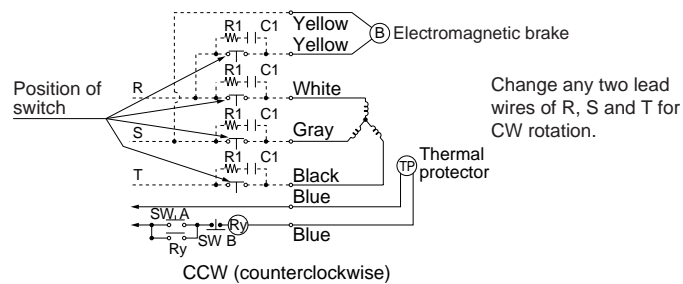 R1 C1 Yellow
Yellow
B Electromagnetic brake
R1 C1
Position of
switch
R
White
Change any two lead
wires of R, S and T for
CW rotation.
R1 C1
S
Gray
R1 C1
T
Black
TP Thermal
protector
Blue
SW A
Ry
SW B
Ry
Blue
CCW (counterclockwise)